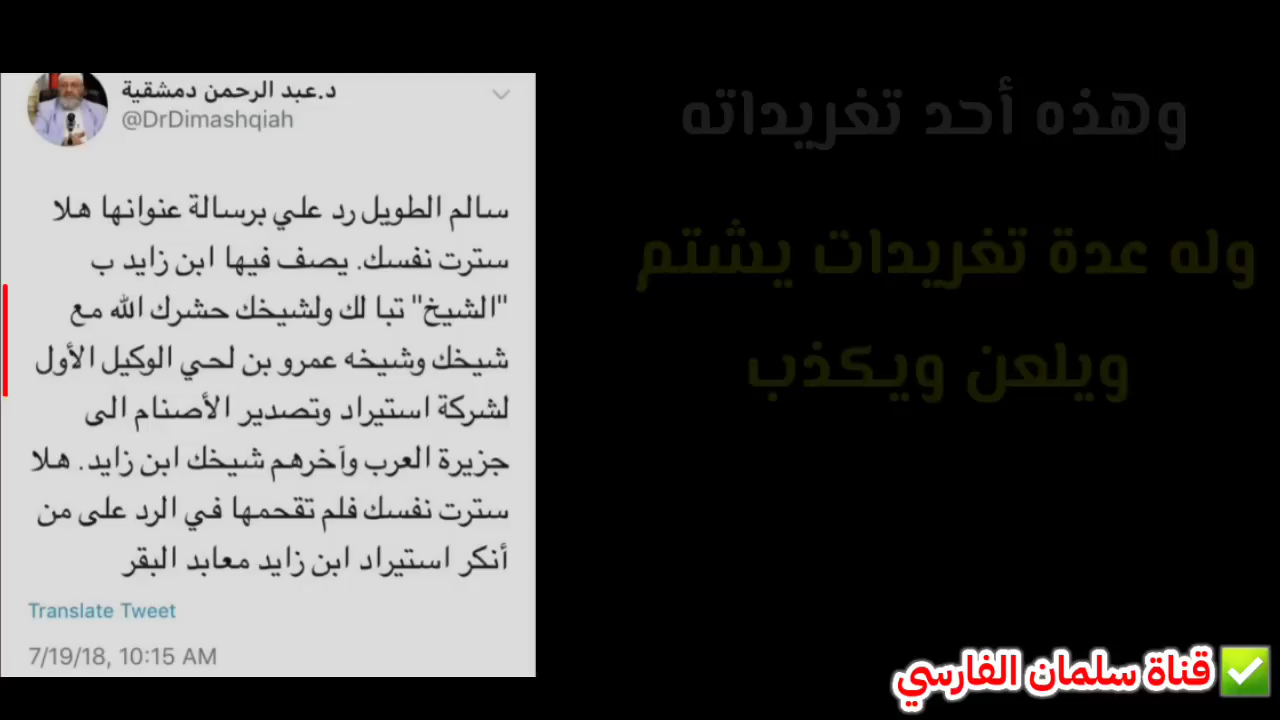 د.عبد الرحمن دمشقية
@DrDimashqiah
سالم الطويل رد علي برسالة عنوانها هلا
سترت نفسك. يصف فيها ابن زايد ب
"الشيخ" تبا لك ولشيخك حشرك الله مع
شيخك وشيخه عمرو بن لحي الوكيل الأول
لشركة استيراد وتصدير الأصنام الى
جزيرة العرب وآخرهم شيخك ابن زايد. هلا
سترت نفسك فلم تقحمها في الرد على من
أنكر استيراد ابن زايد معابد البقر
Translate Tweet
7/19/18, 10:15 AM
وهذه أحد تغريداته
وله عدة تغريدات يشتم
ويلعن ويكذب
قناة سلمان الفارسي